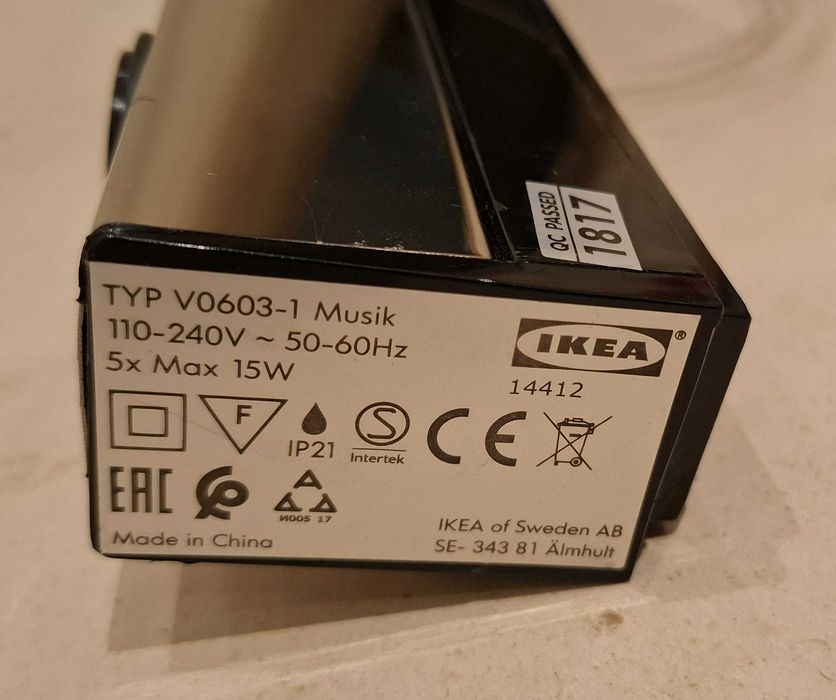 QC PASSED
1817
TYP V0603-1 Musik
110-240V ~ 50-60Hz
5x Max 15W
IKEA®
14412
F
IP21
S
Intertek
CE
EAC
И005 17
Made in China
IKEA of Sweden AB
SE- 343 81 Älmhult